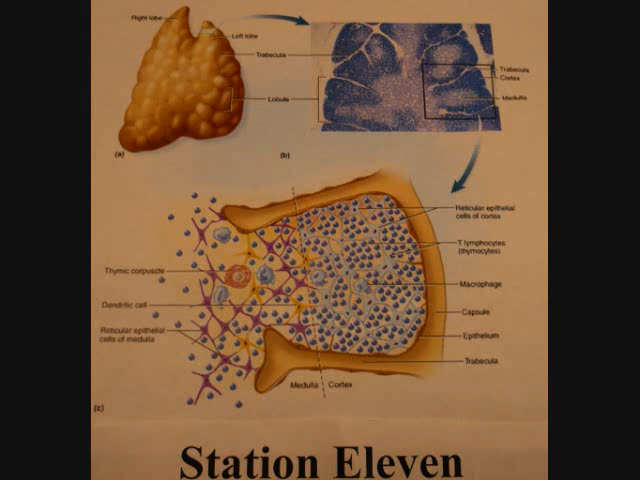 Right lobe
Left lobe
Trabecula
Lobule
Trabecula
Cortex
Medulla
(a)
(b)
Reticular epithelial
cells of cortex
T lymphocytes
(thymocytes)
Macrophage
Capsule
Epithelium
Trabecula
Thymic corpuscle
Dendritic cell
Reticular epithelial
cells of medulla
Medulla
Cortex
(c)
Station Eleven